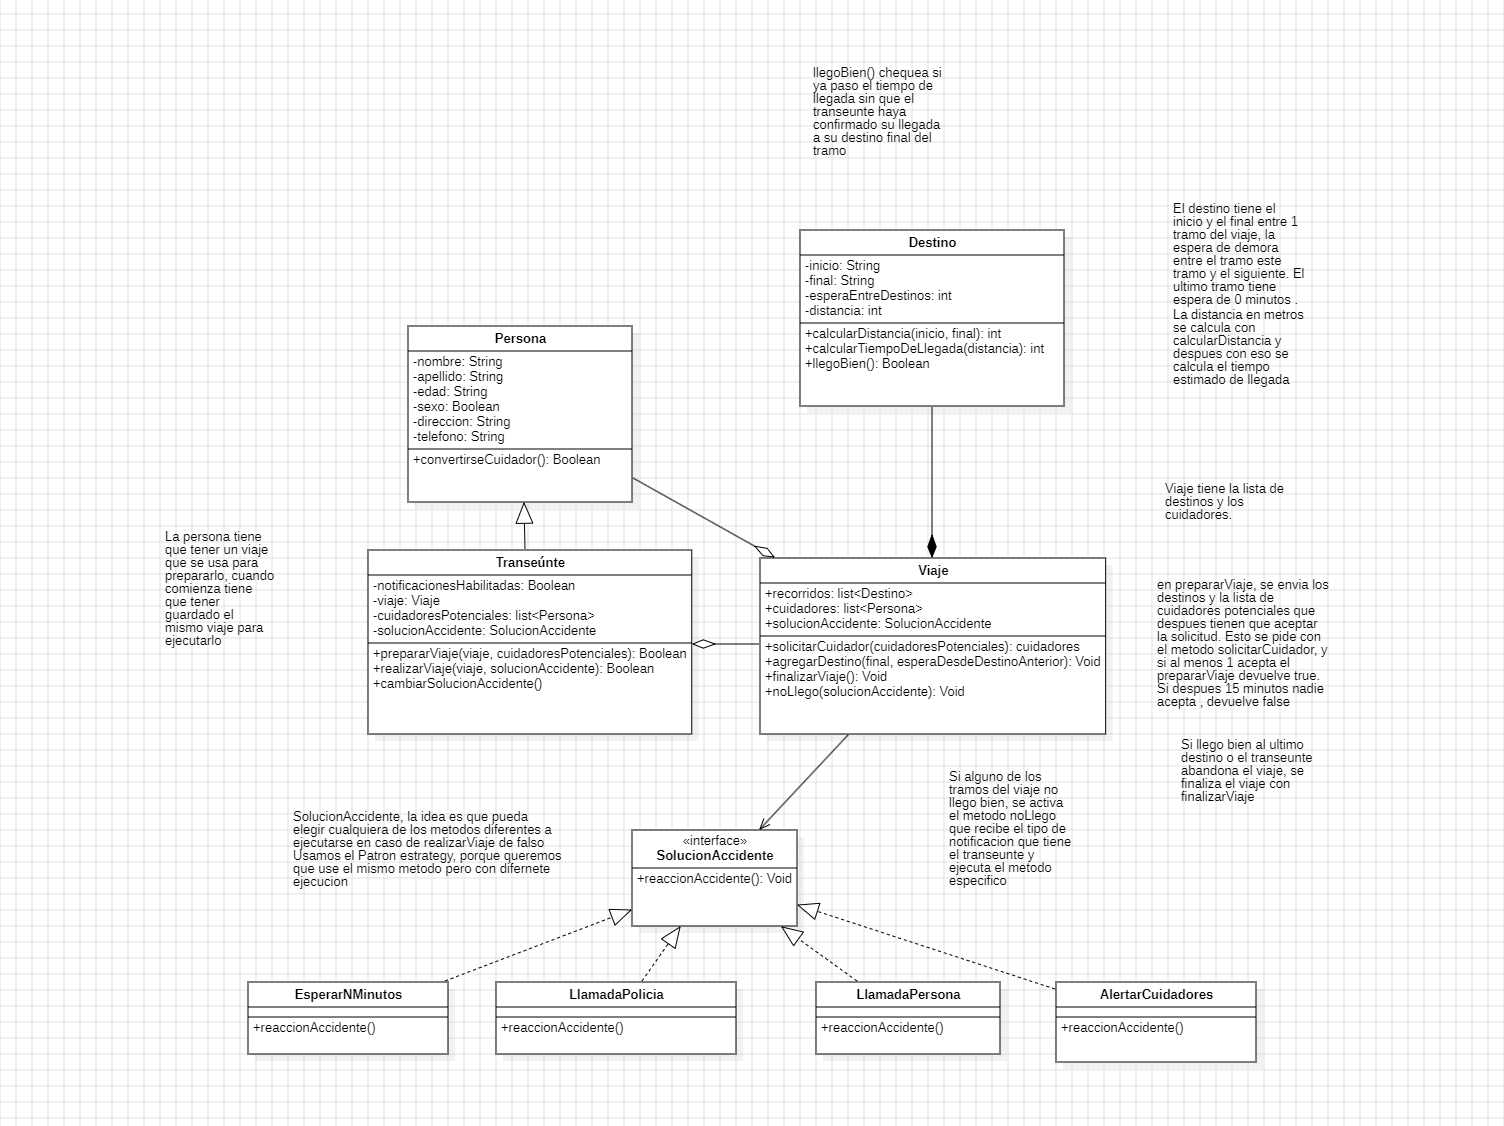 llegoBien() chequea si
ya paso el tiempo de
llegada sin que el
transeunte haya
confirmado su llegada
a su destino final del
tramo
El destino tiene el
inicio y el final entre 1
tramo del viaje, la
espera de demora
entre el tramo este
tramo y el siguiente. El
ultimo tramo tiene
espera de 0 minutos .
La distancia en metros
se calcula con
calcularDistancia y
despues con eso se
calcula el tiempo
estimado de llegada
Destino
-inicio: String
-final: String
-esperaEntreDestinos: int
-distancia: int
+calcularDistancia(inicio, final): int
+calcularTiempoDeLlegada(distancia): int
+llegoBien(): Boolean
Persona
-nombre: String
-apellido: String
-edad: String
-sexo: Boolean
-direccion: String
-telefono: String
+convertirseCuidador(): Boolean
Viaje tiene la lista de
destinos y los
cuidadores.
La persona tiene
que tener un viaje
que se usa para
prepararlo, cuando
comienza tiene
que tener
guardado el
mismo viaje para
ejecutarlo
Transeúnte
-notificacionesHabilitadas: Boolean
-viaje: Viaje
-cuidadoresPotenciales: list<Persona>
-solucionAccidente: SolucionAccidente
+prepararViaje(viaje, cuidadoresPotenciales): Boolean
+realizarViaje(viaje, solucionAccidente): Boolean
+cambiarSolucionAccidente()
Viaje
+recorridos: list<Destino>
+cuidadores: list<Persona>
+solucionAccidente: SolucionAccidente
+solicitarCuidador(cuidadoresPotenciales): cuidadores
+agregarDestino(final, esperaDesdeDestinoAnterior): Void
+finalizarViaje(): Void
+noLlego(solucionAccidente): Void
en prepararViaje, se envia los
destinos y la lista de
cuidadores potenciales que
despues tienen que aceptar
la solicitud. Esto se pide con
el metodo solicitarCuidador, y
si al menos 1 acepta el
prepararViaje devuelve true.
Si despues 15 minutos nadie
acepta , devuelve false
Si llego bien al ultimo
destino o el transeunte
abandona el viaje, se
finaliza el viaje con
finalizarViaje
Si alguno de los
tramos del viaje no
llego bien, se activa
el metodo noLlego
que recibe el tipo de
notificacion que tiene
el transeunte y
ejecuta el metodo
especifico
SolucionAccidente, la idea es que pueda
elegir cualquiera de los metodos diferentes a
ejecutarse en caso de realizarViaje de falso
Usamos el Patron estrategy, porque queremos
que use el mismo metodo pero con difernete
ejecucion
«interface»
SolucionAccidente
+reaccionAccidente(): Void
EsperarNMinutos
+reaccionAccidente()
LlamadaPolicia
+reaccionAccidente()
LlamadaPersona
+reaccionAccidente()
AlertarCuidadores
+reaccionAccidente()